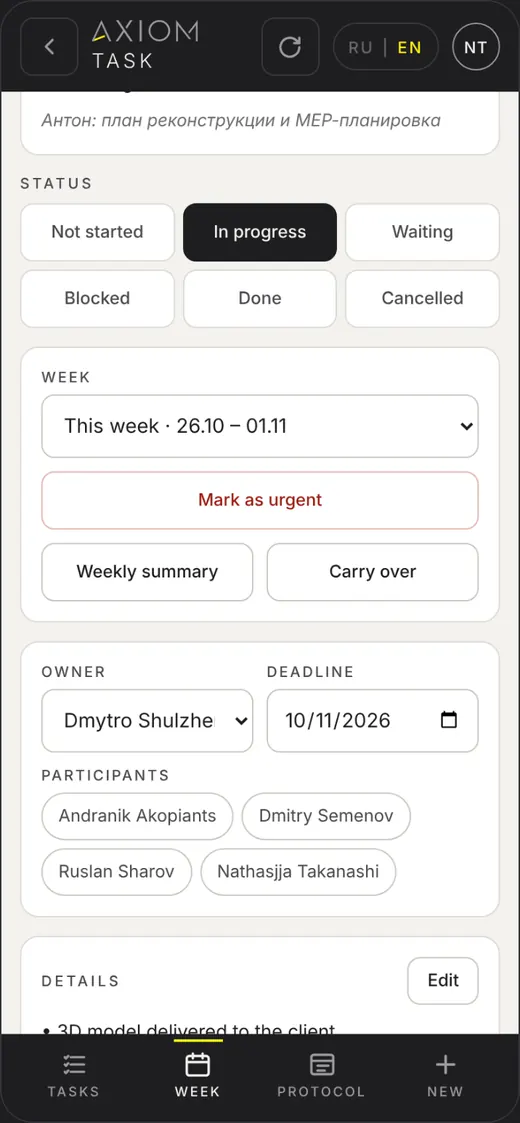 AXIOM
TASK
RU | EN
NT
Антон: план реконструкции и МЕР-планировка
STATUS
Not started
In progress
Waiting
Blocked
Done
Cancelled
WEEK
This week · 26.10 – 01.11
Mark as urgent
Weekly summary
Carry over
OWNER
DEADLINE
Dmytro Shulzhe
10/11/2026
PARTICIPANTS
Andranik Akopiants
Dmitry Semenov
Ruslan Sharov
Nathasjja Takanashi
DETAILS
Edit
• 3D model delivered to the client
TASKS
WEEK
PROTOCOL
NEW